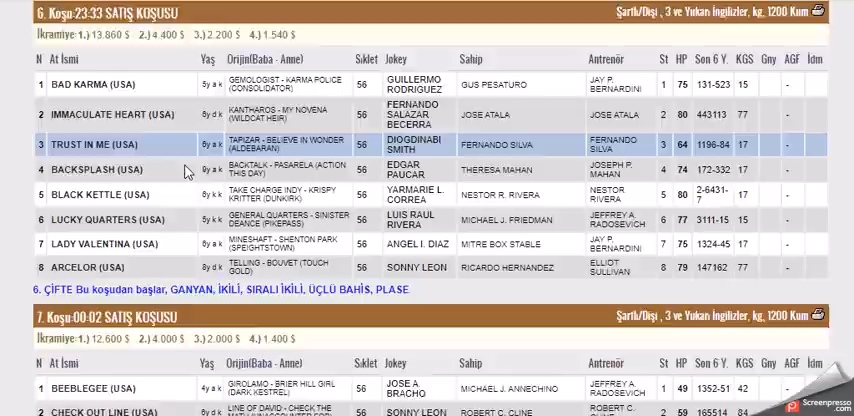 6. Koşu:23:33 SATIŞ KOŞUSU Şartlı/Dişi , 3 ve Yukarı İngilizler, kg, 1200 Kum
İkramiye: 1.) 13.860 $ 2.) 4.400 $ 3.) 2.200 $ 4.) 1.540 $
N At İsmi Yaş Orijin(Baba - Anne) Sıklet Jokey Sahip Antrenör St HP Son 6 Y. KGS Gny AGF İdm
1 BAD KARMA (USA) 5y a k GEMOLOGIST - KARMA POLICE (CONSOLIDATOR) 56 GUILLERMO RODRIGUEZ GUS PESATURO JAY P. BERNARDINI 1 75 131-523 15 -
2 IMMACULATE HEART (USA) 6y d k KANTHAROS - MY NOVENA (WILDCAT HEIR) 56 FERNANDO SALAZAR BECERRA JOSE ATALA JOSE ATALA 2 80 443113 77 -
3 TRUST IN ME (USA) 6y a k TAPIZAR - BELIEVE IN WONDER (ALDEBARAN) 56 DIOGDINABI SMITH FERNANDO SILVA FERNANDO SILVA 3 64 1196-84 17 -
4 BACKSPLASH (USA) 9y a k BACKTALK - PASARELA (ACTION THIS DAY) 56 EDGAR PAUCAR THERESA MAHAN JOSEPH P. MAHAN 4 74 172-332 17 -
5 BLACK KETTLE (USA) 5y k k TAKE CHARGE INDY - KRISPY KRITTER (DUNKIRK) 56 YARMARIE L. CORREA NESTOR R. RIVERA NESTOR RIVERA 5 80 2-6431-7 17 -
6 LUCKY QUARTERS (USA) 5y k k GENERAL QUARTERS - SINISTER DEANCE (PIKEPASS) 56 LUIS RAUL RIVERA MICHAEL J. FRIEDMAN JEFFREY A. RADOSEVICH 6 77 3111-15 15 -
7 LADY VALENTINA (USA) 8y a k MINESHAFT - SHENTON PARK (SPEIGHTSTOWN) 56 ANGEL I. DIAZ MITRE BOX STABLE JAY P. BERNARDINI 7 75 1324-45 17 -
8 ARCELOR (USA) 8y d k TELLING - BOUVET (TOUCH GOLD) 56 SONNY LEON RICARDO HERNANDEZ ELLIOT SULLIVAN 8 79 147162 77 -
6. ÇİFTE Bu koşudan başlar, GANYAN, İKİLİ, SIRALI İKİLİ, ÜÇLÜ BAHİS, PLASE
7. Koşu:00:02 SATIŞ KOŞUSU Şartlı/Dişi , 3 ve Yukarı İngilizler, kg, 1200 Kum
İkramiye: 1.) 12.600 $ 2.) 4.000 $ 3.) 2.000 $ 4.) 1.400 $
N At İsmi Yaş Orijin(Baba - Anne) Sıklet Jokey Sahip Antrenör St HP Son 6 Y. KGS Gny AGF
1 BEEBLEGEE (USA) 4y a k GIROLAMO - BRIER HILL GIRL (DARK KESTREL) 56 JOSE A. BRACHO MICHAEL J. ANNECHINO JEFFREY A. RADOSEVICH 1 49 1352-51 42 -
2 CHECK OUT LINE (USA) LINE OF DAVID - CHECK THE 56 SONNY LEON ROBERT C. CLINE ROBERT C. 2 59 165514
Screenpresso
.com